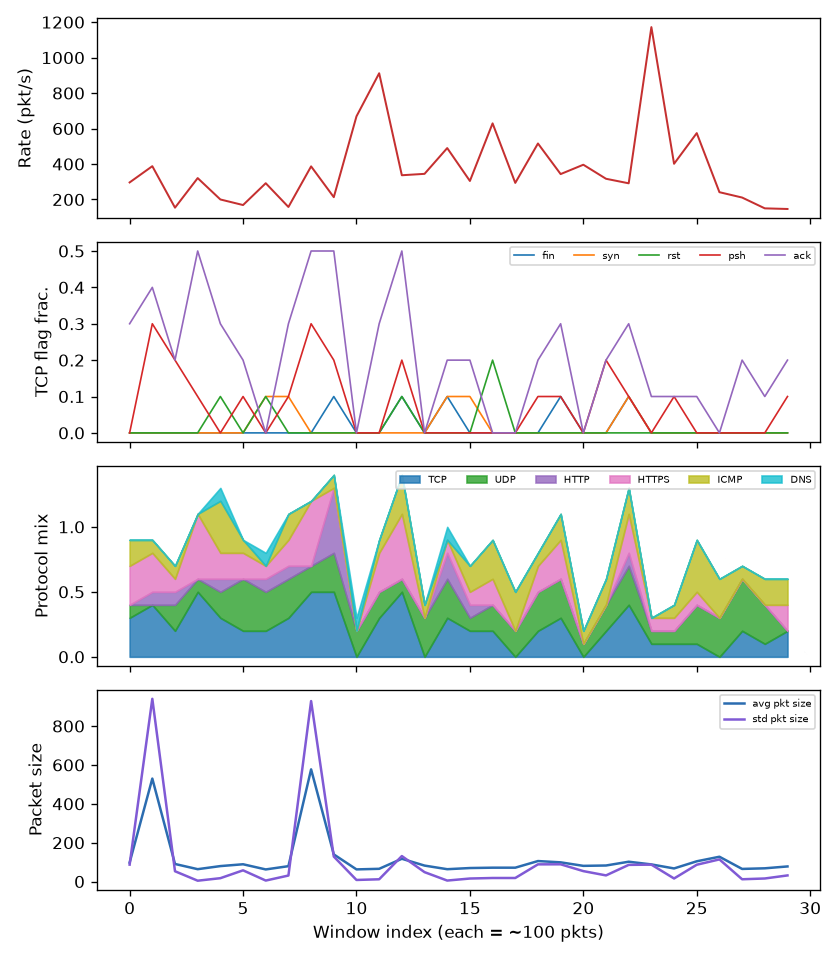 1200
1000
800
600
400
200
Rate (pkt/s)
0.5
0.4
0.3
0.2
0.1
0.0
TCP flag frac.
fin syn rst psh ack
1.0
0.5
0.0
Protocol mix
TCP UDP HTTP HTTPS ICMP DNS
800
600
400
200
0
Packet size
avg pkt size
std pkt size
0 5 10 15 20 25 30
Window index (each = ~100 pkts)